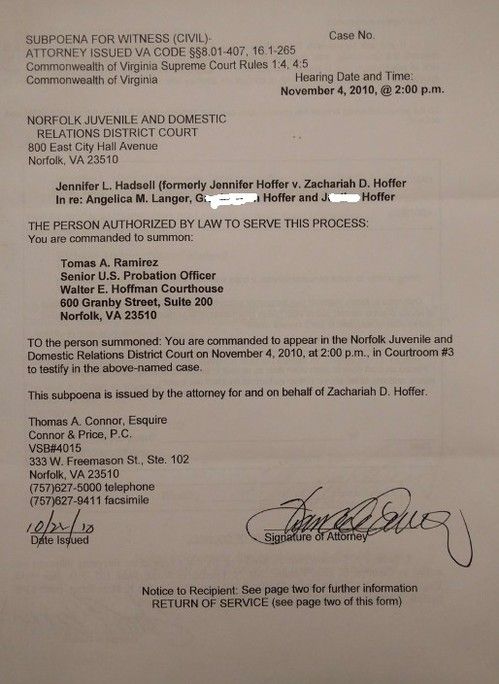 SUBPOENA FOR WITNESS (CIVIL)- Case No.
ATTORNEY ISSUED VA CODE §§8.01-407, 16.1-265
Commonwealth of Virginia Supreme Court Rules 1:4, 4:5
Commonwealth of Virginia Hearing Date and Time:
November 4, 2010, @ 2:00 p.m.
NORFOLK JUVENILE AND DOMESTIC
RELATIONS DISTRICT COURT
800 East City Hall Avenue
Norfolk, VA 23510
Jennifer L. Hadsell (formerly Jennifer Hoffer v. Zachariah D. Hoffer
In re: Angelica M. Langer, Hoffer and Hoffer
THE PERSON AUTHORIZED BY LAW TO SERVE THIS PROCESS:
You are commanded to summon:
Tomas A. Ramirez
Senior U.S. Probation Officer
Walter E. Hoffman Courthouse
600 Granby Street, Suite 200
Norfolk, VA 23510
TO the person summoned: You are commanded to appear in the Norfolk Juvenile and
Domestic Relations District Court on November 4, 2010, at 2:00 p.m., in Courtroom #3
to testify in the above-named case.
This subpoena is issued by the attorney for and on behalf of Zachariah D. Hoffer.
Thomas A. Connor, Esquire
Connor & Price, P.C.
VSB#4015
333 W. Freemason St., Ste. 102
Norfolk, VA 23510
(757)627-5000 telephone
(757)627-9411 facsimile
Date Issued Signature of Attorney
Notice to Recipient: See page two for further information
RETURN OF SERVICE (see page two of this form)